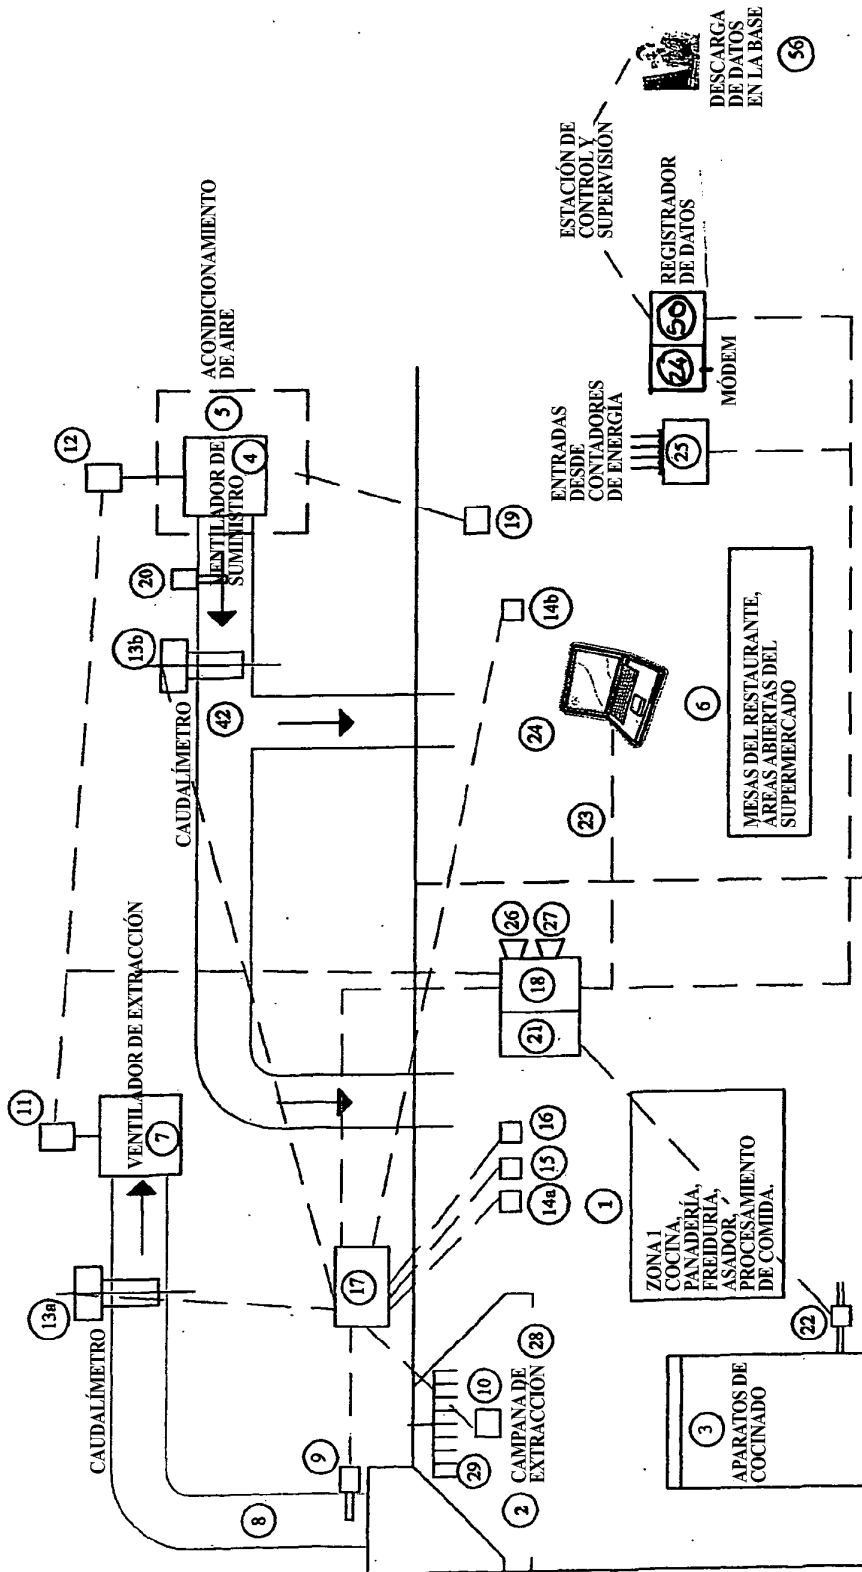 11
12
VENTILADOR DE EXTRACCIÓN
7
13a
CAUDALÍMETRO
8
9
ACONDICIONAMIENTO
DE AIRE
5
4
VENTILADOR DE
SUMINISTRO
20
13b
CAUDALÍMETRO
42
19
17
14a
15
16
14b
28
10
29
CAMPANA DE
EXTRACCIÓN
2
21
18
26
27
23
24
1
ZONA 1
COCINA,
PANADERÍA,
FREIDURÍA,
ASADOR,
PROCESAMIENTO
DE COMIDA.
22
3
APARATOS DE
COCINADO
6
MESAS DEL RESTAURANTE,
ÁREAS ABIERTAS DEL
SUPERMERCADO
ENTRADAS
DESDE
CONTADORES
DE ENERGÍA
25
24
50
MÓDEM
REGISTRADOR
DE DATOS
ESTACIÓN DE
CONTROL Y
SUPERVISIÓN
DESCARGA
DE DATOS
EN LA BASE
56